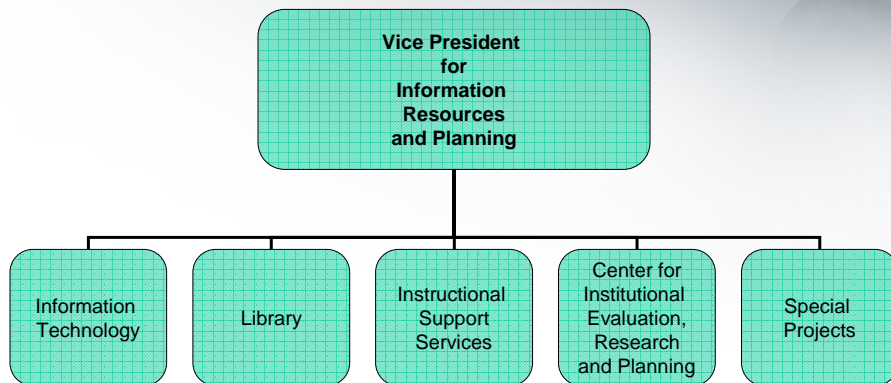 Vice President
for
Information
Resources
and Planning
Information
Technology
Library
Instructional
Support
Services
Center for
Institutional
Evaluation,
Research
and Planning
Special
Projects